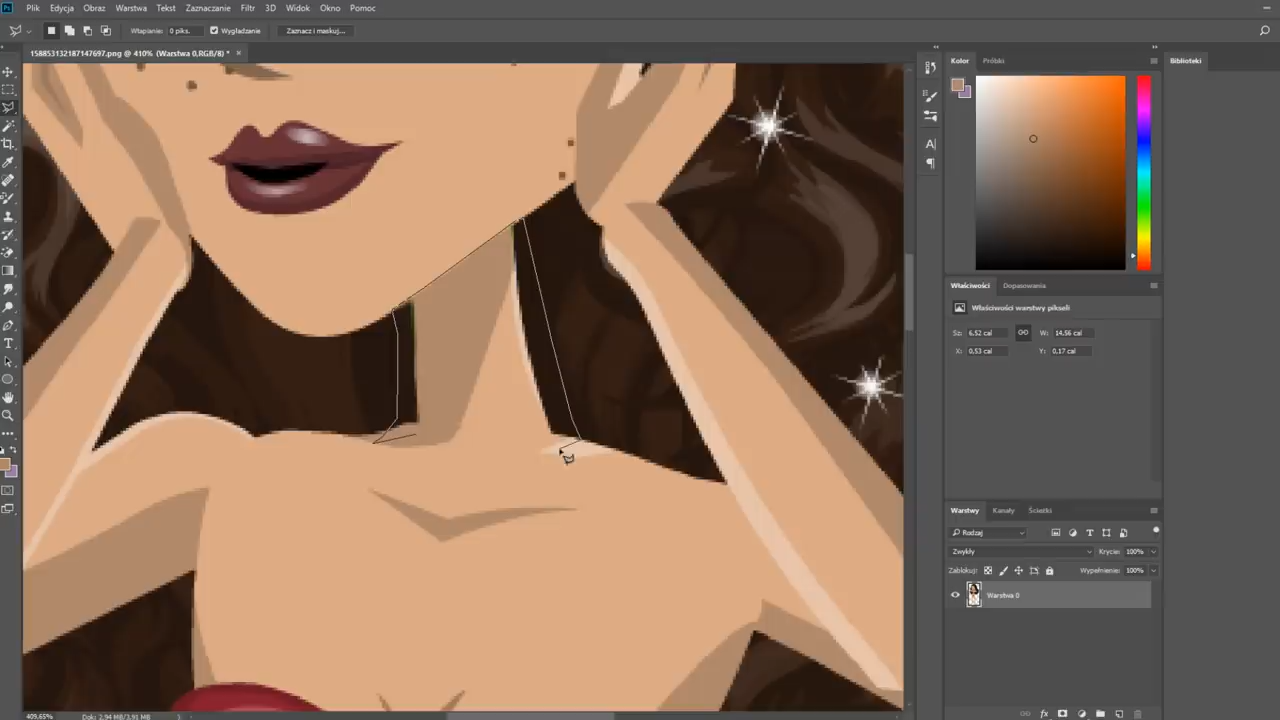 Ps Plik Edycja Obraz Warstwa Tekst Zaznaczanie Filtr 3D Widok Okno Pomoc
Wtapianie: 0 piks. Wygładzanie Zaznacz i maskuj...
158853132187147697.png @ 410% (Warstwa 0,RGB/8) * ×
Kolor Próbki
Biblioteki
Właściwości Dopasowania
Właściwości warstwy pikseli
Sz: 6,52 cal W: 14,56 cal
X: 0,53 cal Y: 0,17 cal
Warstwy Kanały Ścieżki
Rodzaj
Zwykły Krycie: 100%
Zablokuj: Wypełnienie: 100%
Warstwa 0
409,65% Dok: 2,94 MB/3,91 MB